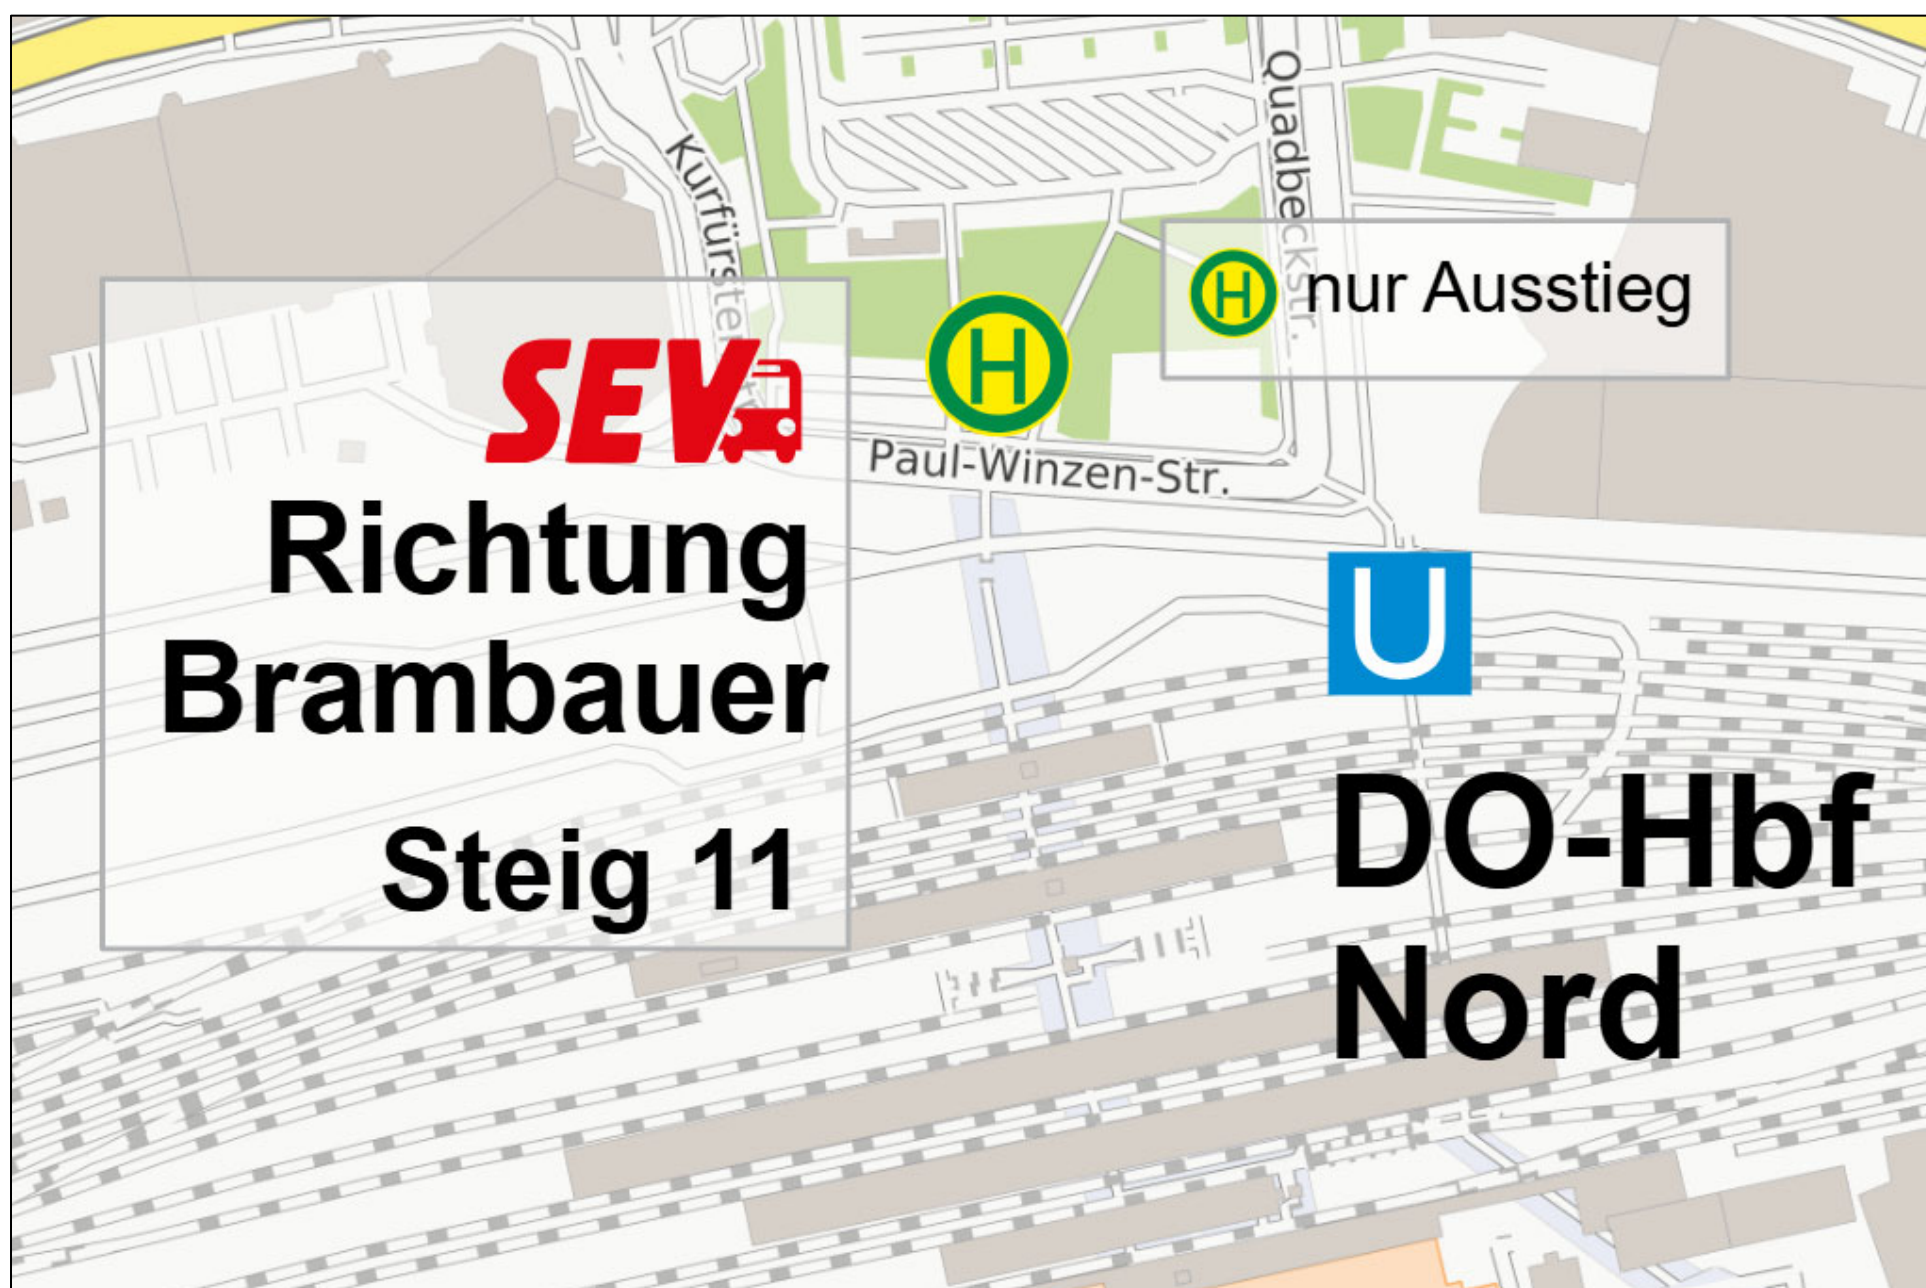 Kurfürstenstr.
Quadbeckstr.
H nur Ausstieg
H
SEV
Richtung
Brambauer
Steig 11
Paul-Winzen-Str.
U
DO-Hbf
Nord